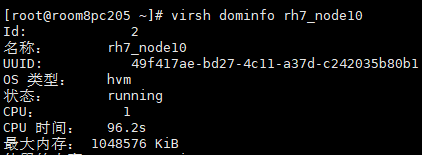 [root@room8pc205 ~]# virsh dominfo rh7_node10
Id: 2
名称： rh7_node10
UUID: 49f417ae-bd27-4c11-a37d-c242035b80b1
OS 类型： hvm
状态： running
CPU： 1
CPU 时间： 96.2s
最大内存： 1048576 KiB